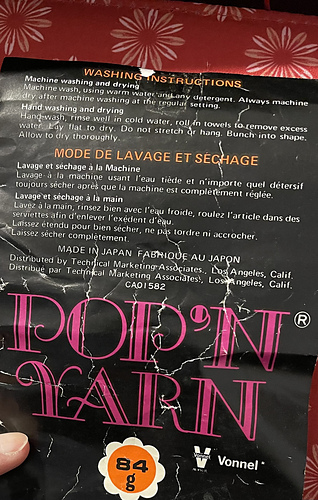 WASHING INSTRUCTIONS
Machine washing and drying
Machine wash, using warm water and any detergent. Always machine
dry after machine washing at the regular setting.
Hand washing and drying
Hand wash, rinse well in cold water, roll in towels to remove excess
water. Lay flat to dry. Do not stretch or hang. Bunch into shape.
Allow to dry thoroughly.
MODE DE LAVAGE ET SÉCHAGE
Lavage et séchage à la Machine
Lavage à la machine usant l'eau tiède et n'importe quel détersif
toujours sécher après que la machine est complètement réglée.
Lavage et séchage à la main
Lavez à la main, rinsez bien avec l'eau froide, roulez l'article dans des
serviettes afin d'enlever l'exédent d'eau.
Laissez étendu pour bien sécher, ne pas tordre ni accrocher.
Laissez sécher complètement.
MADE IN JAPAN FABRIQUE AU JAPON
Distributed by Technical Marketing Associates., Los Angeles, Calif.
Distribué par Technical Marketing Associates., Los Angeles, Calif.
CA01582
POP'N ®
YARN
84
g
Vonnel